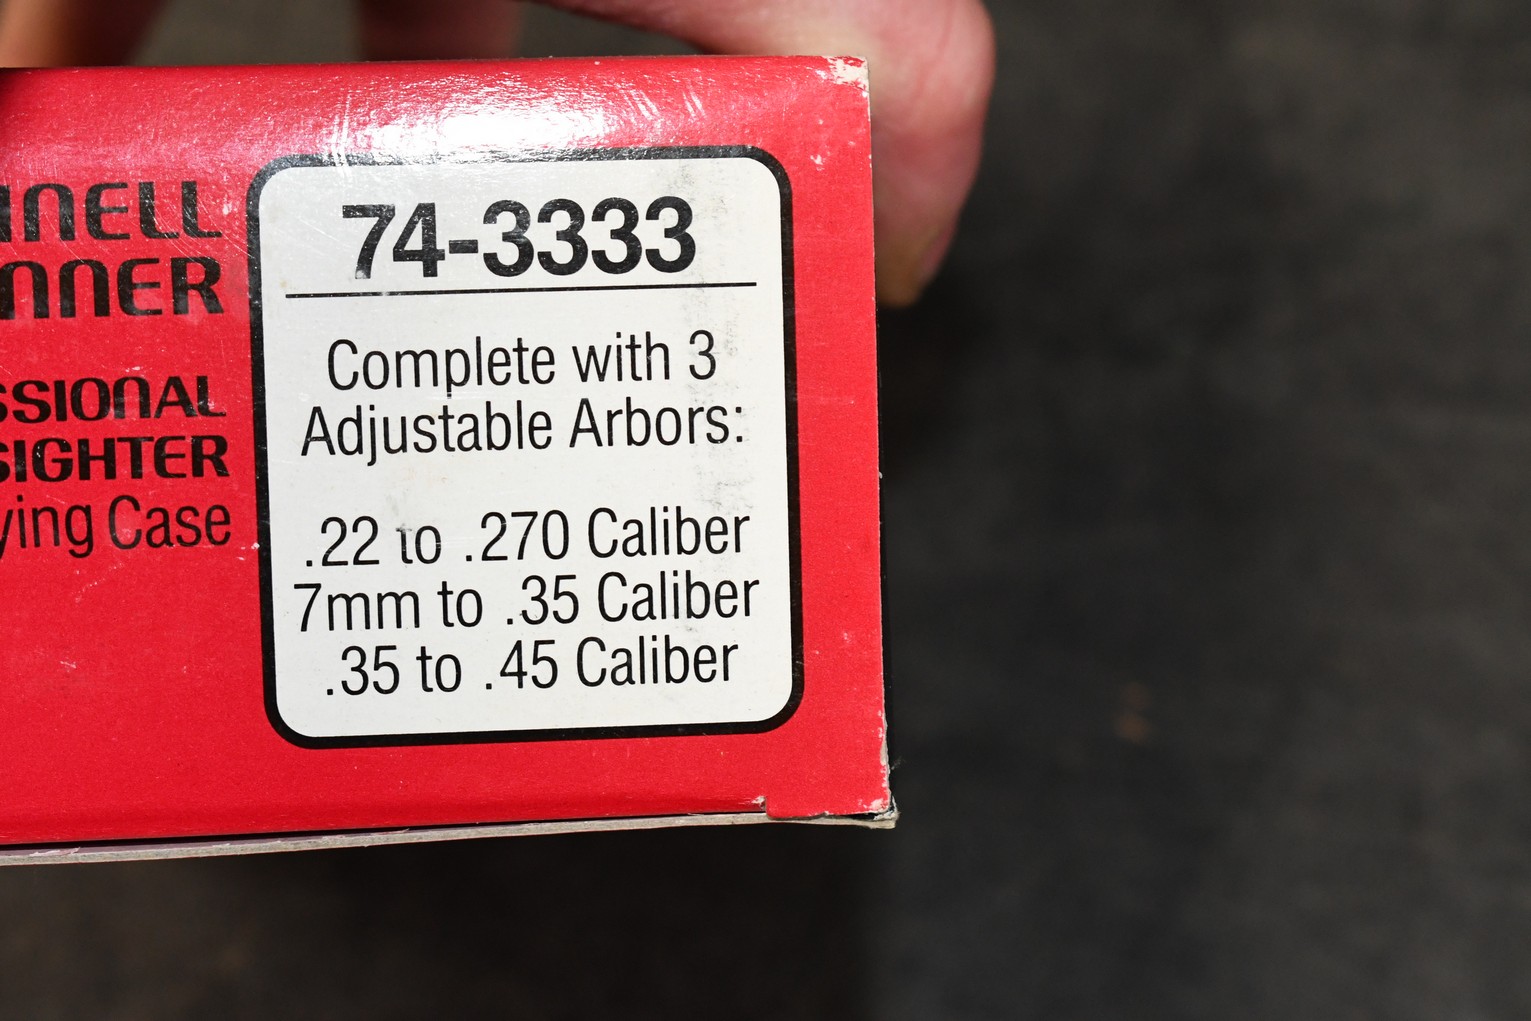 74-3333
Complete with 3
Adjustable Arbors:
.22 to .270 Caliber
7mm to .35 Caliber
.35 to .45 Caliber
Case